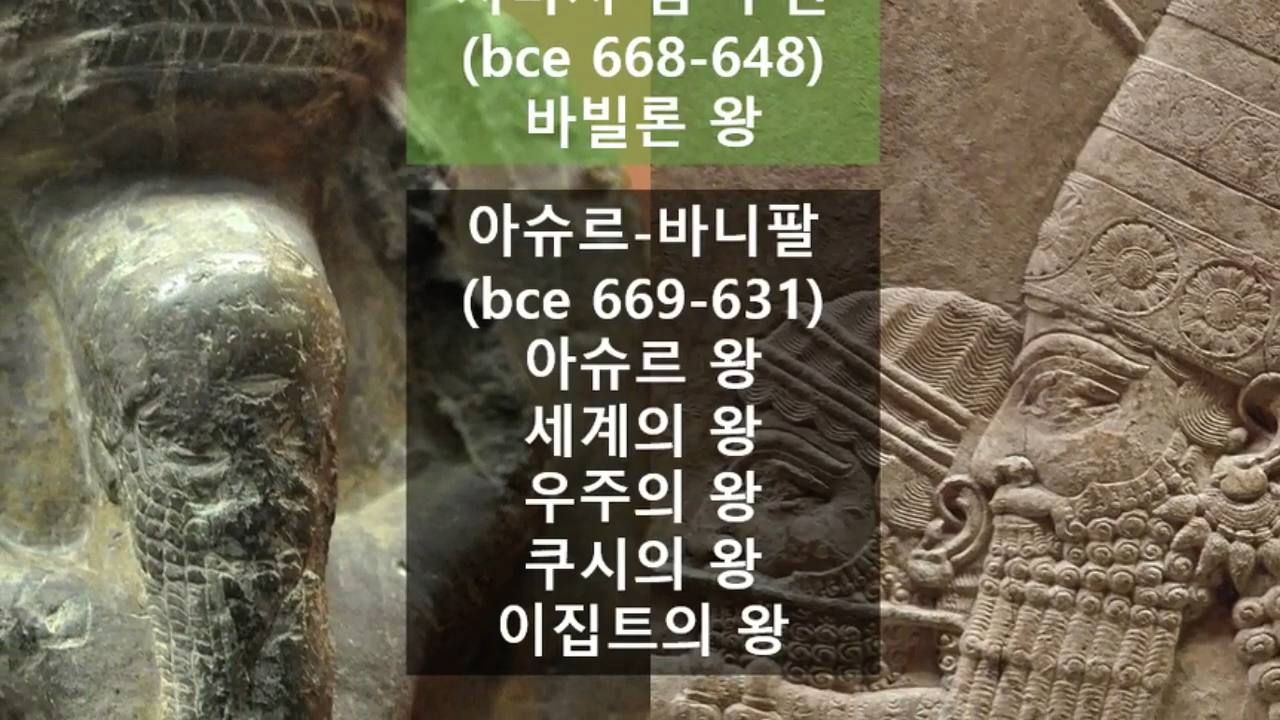 (bce 668-648)
바빌론 왕
아슈르-바니팔
(bce 669-631)
아슈르 왕
세계의 왕
우주의 왕
쿠시의 왕
이집트의 왕